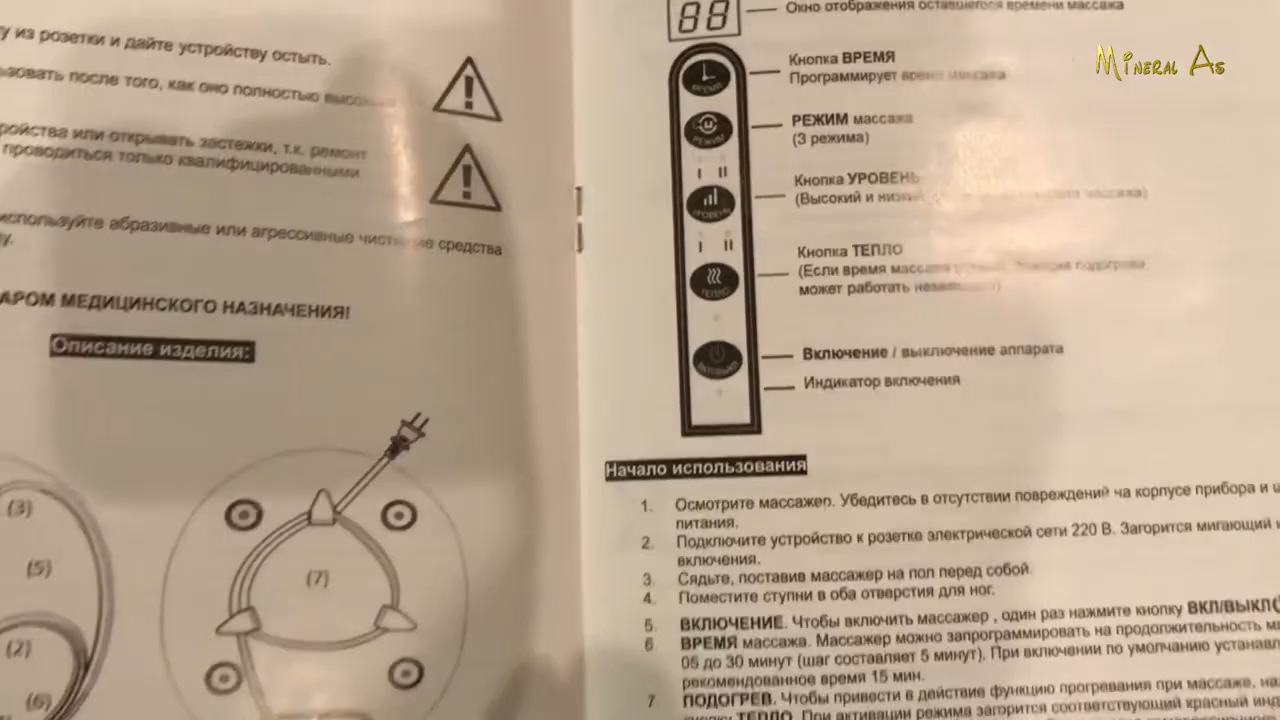 у из розетки и дайте устройству остыть.
после того, как оно полностью
или открывать застежки, т.к. ремонт
проводиться только квалифицированными
используйте абразивные или агрессивные средства
МЕДИЦИНСКОГО НАЗНАЧЕНИЯ!
Описание изделия:
(3)
(5)
(2)
(6)
(7)
88
Окно отображения оставшегося времени массажа
Mineral As
ВРЕМЯ
Кнопка ВРЕМЯ
Программирует время массажа
РЕЖИМ
РЕЖИМ массажа
(3 режима)
I II
УРОВЕНЬ
Кнопка УРОВЕНЬ
(Высокий и низкий массажа)
I II
ТЕПЛО
Кнопка ТЕПЛО
(Если время массажа подогрева
может работать
ВКЛ/ВЫКЛ
Включение / выключение аппарата
Индикатор включения
Начало использования
1. Осмотрите массажер. Убедитесь в отсутствии повреждений на корпусе прибора и
питания.
2. Подключите устройство к розетке электрической сети 220 В. Загорится мигающий
включения.
3. Сядьте, поставив массажер на пол перед собой.
4. Поместите ступни в оба отверстия для ног.
5. ВКЛЮЧЕНИЕ. Чтобы включить массажер , один раз нажмите кнопку ВКЛ/ВЫКЛ
6 ВРЕМЯ массажа. Массажер можно запрограммировать на продолжительность
05 до 30 минут (шаг составляет 5 минут). При включении по умолчанию
рекомендованное время 15 мин.
7 ПОДОГРЕВ. Чтобы привести в действие функцию прогревания при массаже,
кнопку ТЕПЛО. При активации режима загорится соответствующий красный